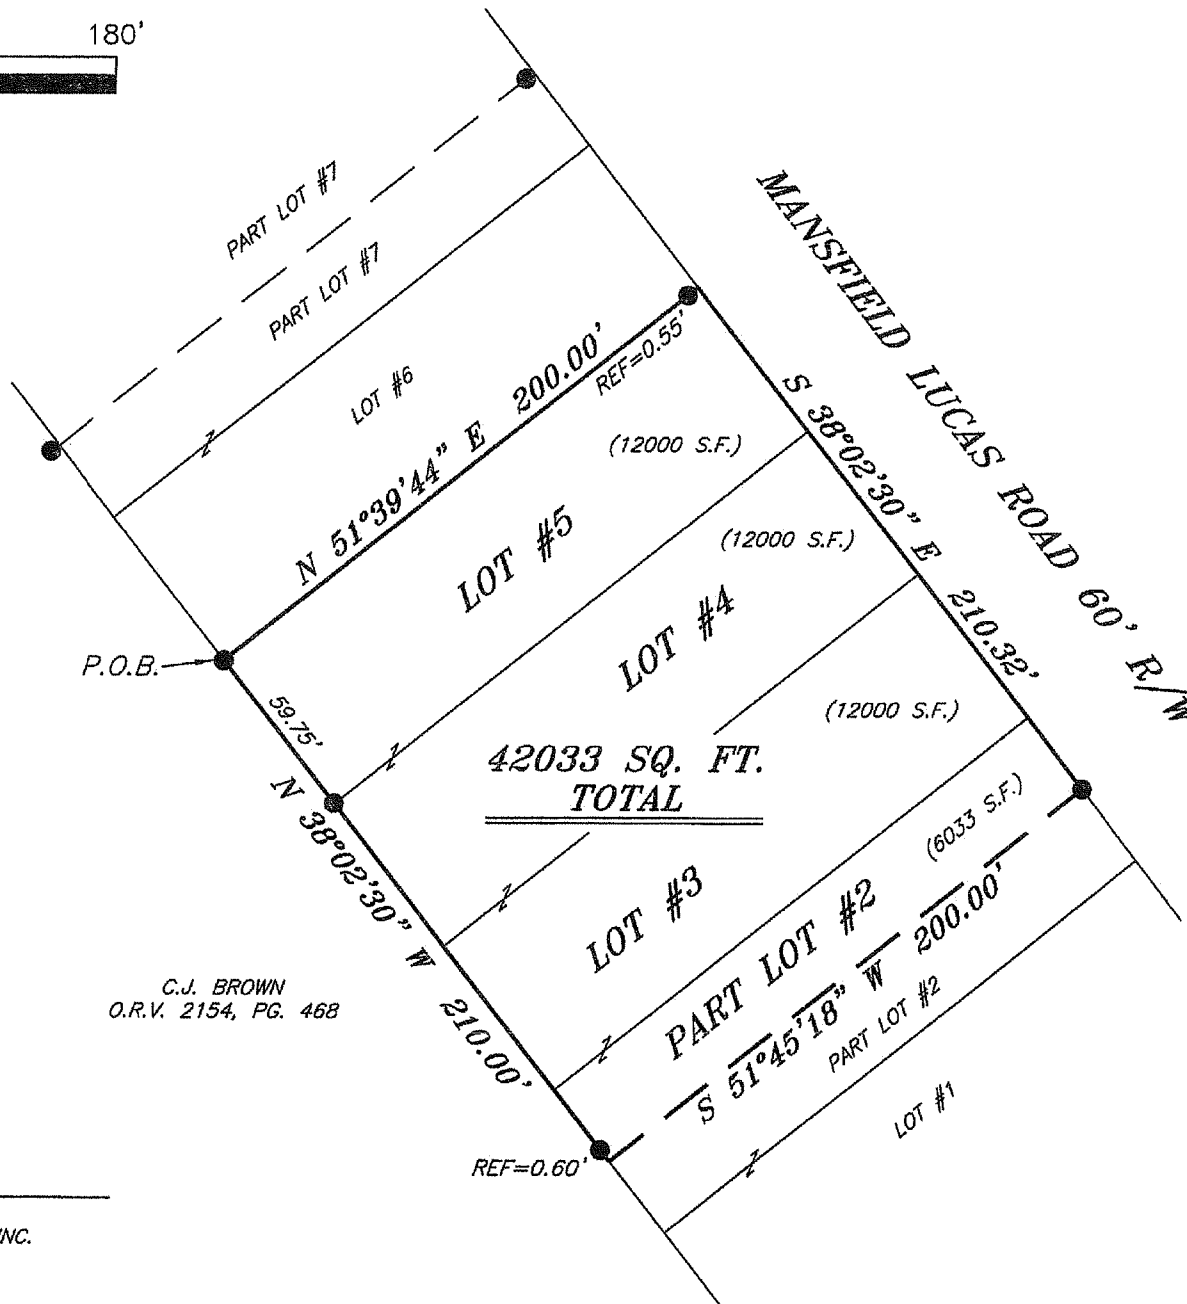 180'
PART LOT #7
PART LOT #7
LOT #6
MANSFIELD LUCAS ROAD 60' R/W
N 51°39'44" E 200.00'
REF=0.55'
S 38°02'30" E 210.32'
(12000 S.F.)
LOT #5
(12000 S.F.)
LOT #4
P.O.B.
59.75'
(12000 S.F.)
42033 SQ. FT.
TOTAL
N 38°02'30" W 210.00'
(6033 S.F.)
LOT #3
PART LOT #2
S 51°45'18" W 200.00'
PART LOT #2
C.J. BROWN
O.R.V. 2154, PG. 468
LOT #1
REF=0.60'
INC.